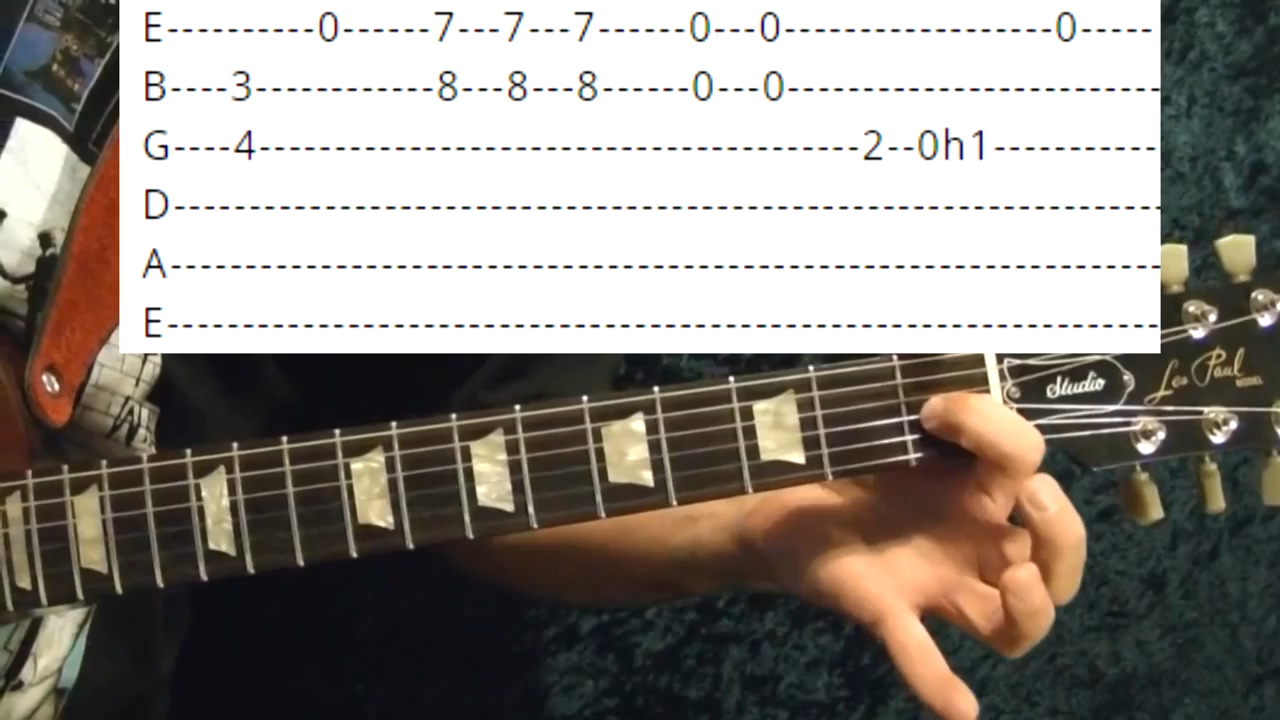 E----------0------7---7---7------0---0------------------0-----
B----3------------8---8---8------0---0-------------------------
G----4----------------------------------------2--0h1-----------
D-------------------------------------------------------------------
A-------------------------------------------------------------------
E-------------------------------------------------------------------
Studio
Les Paul
MODEL